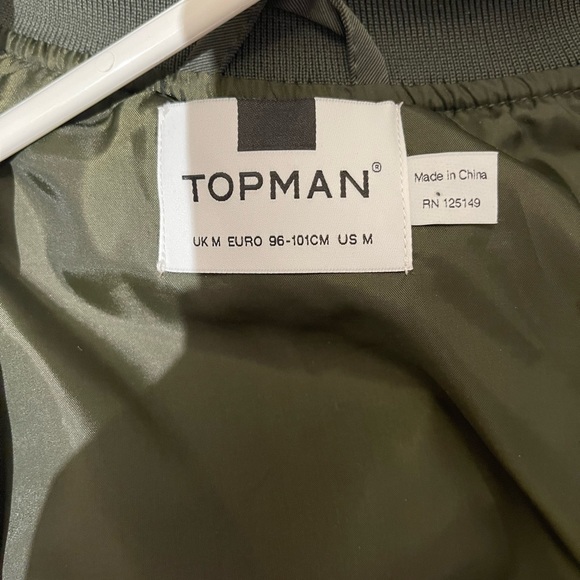 TOPMAN®
UK M EURO 96-101CM US M
Made in China
RN 125149